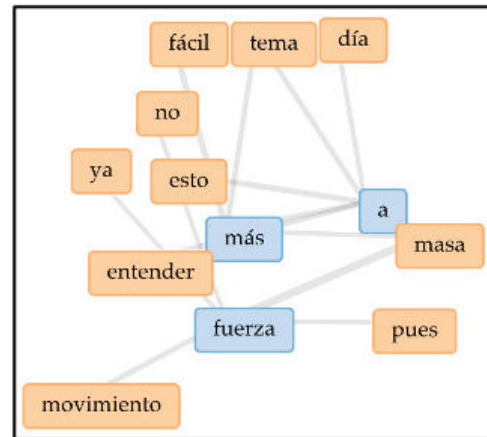 fácil tema día
no
ya esto
a
más masa
entender
fuerza pues
movimiento